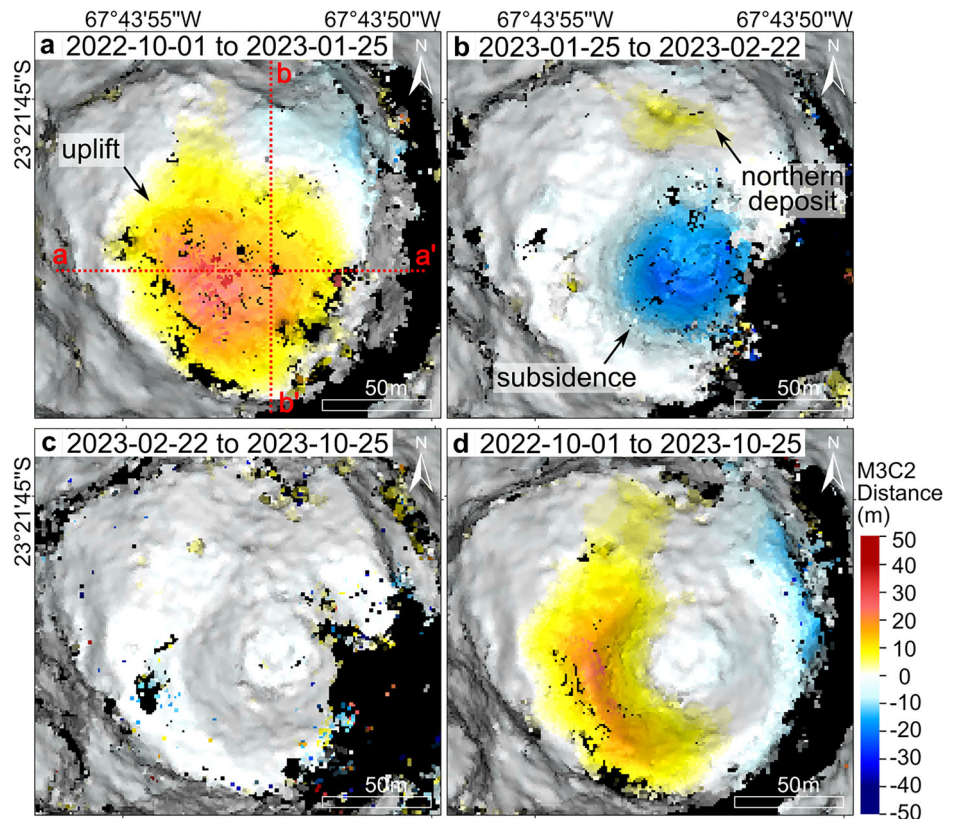 67°43'55"W 67°43'50"W 67°43'55"W 67°43'50"W
23°21'45"S
a 2022-10-01 to 2023-01-25
N
b
uplift
a a'
b'
50m
b 2023-01-25 to 2023-02-22
N
northern
deposit
subsidence
50m
23°21'45"S
c 2023-02-22 to 2023-10-25
N
50m
d 2022-10-01 to 2023-10-25
N
50m
M3C2
Distance
(m)
50
40
30
20
10
0
-10
-20
-30
-40
-50